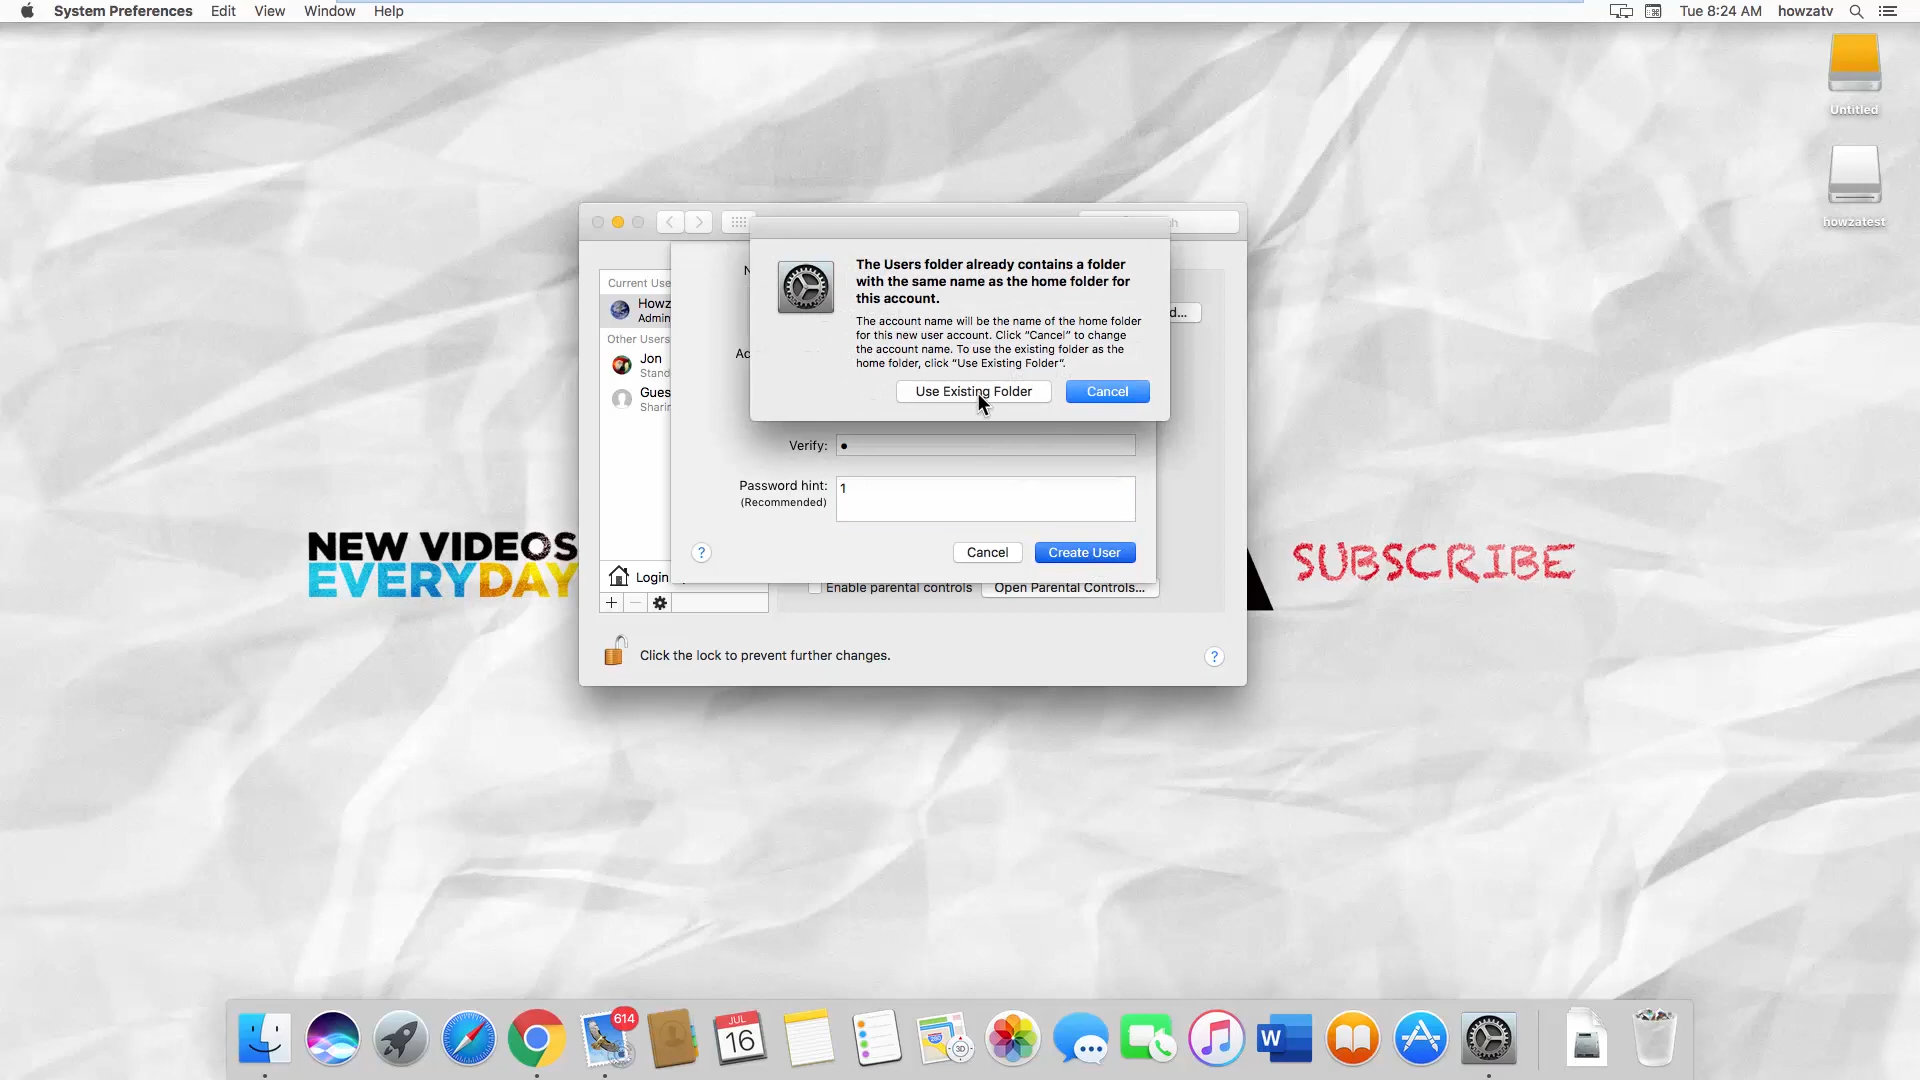 System Preferences Edit View Window Help
Tue 8:24 AM howzatv
Untitled
howzatest
The Users folder already contains a folder
with the same name as the home folder for
this account.
The account name will be the name of the home folder
for this new user account. Click “Cancel” to change
the account name. To use the existing folder as the
home folder, click “Use Existing Folder”.
Use Existing Folder Cancel
Current Use
Howz
Admin
Other Users
Jon
Stand
Gues
Sharin
Ac
d...
Verify: •
Password hint: 1
(Recommended)
? Cancel Create User
Login
Enable parental controls Open Parental Controls...
Click the lock to prevent further changes. ?
NEW VIDEOS
EVERYDAY
SUBSCRIBE
614
JUL
16
3D
W